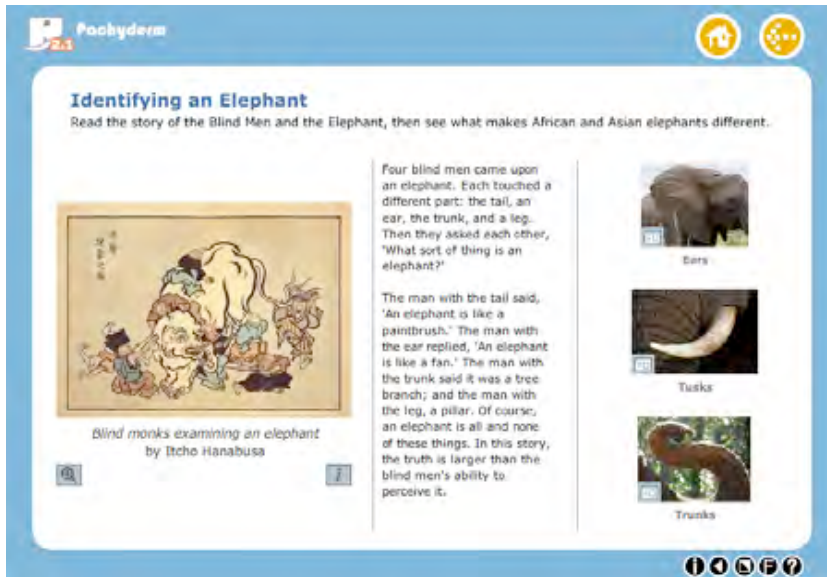 Pachyderm
2.1
Identifying an Elephant
Read the story of the Blind Men and the Elephant, then see what makes African and Asian elephants different.
Four blind men came upon
an elephant. Each touched a
different part: the tail, an
ear, the trunk, and a leg.
Then they asked each other,
'What sort of thing is an
elephant?'
The man with the tail said,
'An elephant is like a
paintbrush.' The man with
the ear replied, 'An elephant
is like a fan.' The man with
the trunk said it was a tree
branch; and the man with
the leg, a pillar. Of course,
an elephant is all and none
of these things. In this story,
the truth is larger than the
blind men's ability to
perceive it.
Blind monks examining an elephant
by Itcho Hanabusa
i
Ears
Tusks
Trunks
F ?